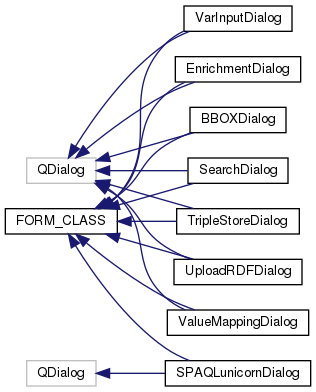 VarInputDialog
EnrichmentDialog
BBOXDialog
QDialog
SearchDialog
FORM_CLASS
TripleStoreDialog
UploadRDFDialog
ValueMappingDialog
QDialog
SPAQLunicornDialog